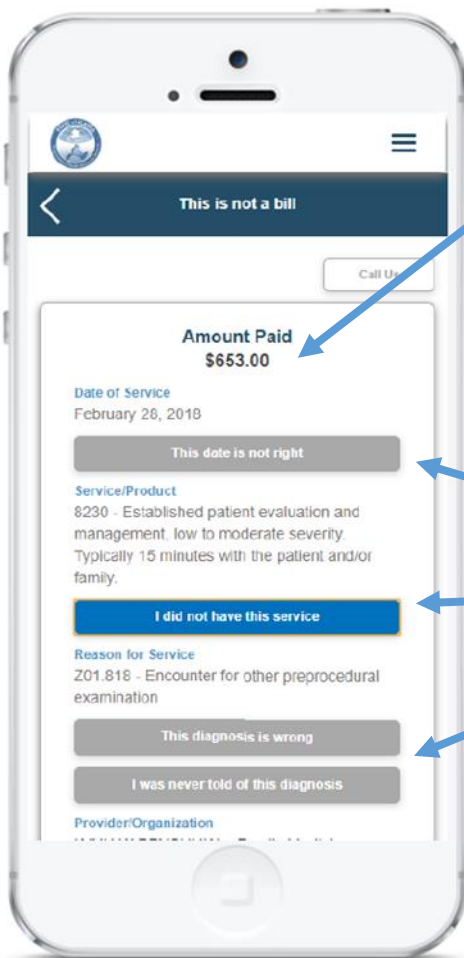 This is not a bill
Call Us
Amount Paid
$653.00
Date of Service
February 28, 2018
This date is not right
Service/Product
8230 - Established patient evaluation and
management, low to moderate severity.
Typically 15 minutes with the patient and/or
family.
I did not have this service
Reason for Service
Z01.818 - Encounter for other preprocedural
examination
This diagnosis is wrong
I was never told of this diagnosis
Provider/Organization